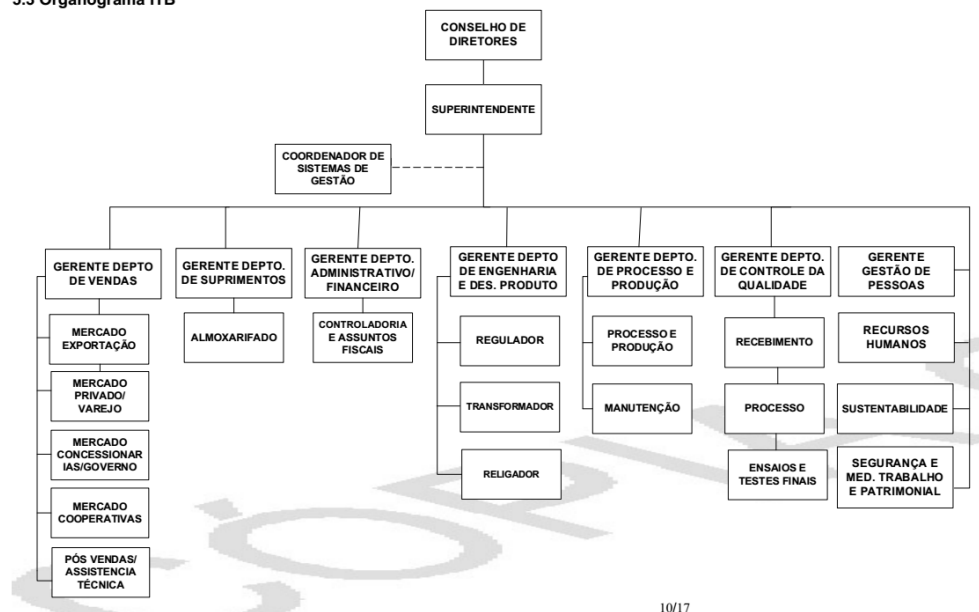 5.5 Organograma ITB
CONSELHO DE
DIRETORES
SUPERINTENDENTE
COORDENADOR DE
SISTEMAS DE
GESTÃO
GERENTE DEPTO
DE VENDAS
GERENTE DEPTO.
DE SUPRIMENTOS
GERENTE DEPTO.
ADMINISTRATIVO/
FINANCEIRO
GERENTE DEPTO
DE ENGENHARIA
E DES. PRODUTO
GERENTE DEPTO.
DE PROCESSO E
PRODUÇÃO
GERENTE DEPTO.
DE CONTROLE DA
QUALIDADE
GERENTE
GESTÃO DE
PESSOAS
MERCADO
EXPORTAÇÃO
MERCADO
PRIVADO/
VAREJO
MERCADO
CONCESSIONAR
IAS/GOVERNO
MERCADO
COOPERATIVAS
PÓS VENDAS/
ASSISTENCIA
TÉCNICA
ALMOXARIFADO
CONTROLADORIA
E ASSUNTOS
FISCAIS
REGULADOR
TRANSFORMADOR
RELIGADOR
PROCESSO E
PRODUÇÃO
MANUTENÇÃO
RECEBIMENTO
PROCESSO
ENSAIOS E
TESTES FINAIS
RECURSOS
HUMANOS
SUSTENTABILIDADE
SEGURANÇA E
MED. TRABALHO
E PATRIMONIAL
10/17